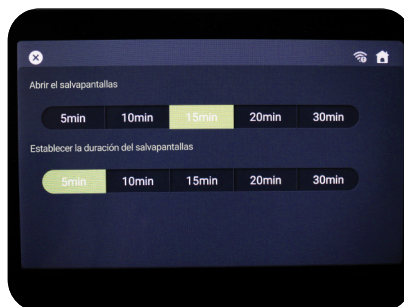 Abrir el salvapantallas
5min 10min 15min 20min 30min
Establecer la duración del salvapantallas
5min 10min 15min 20min 30min